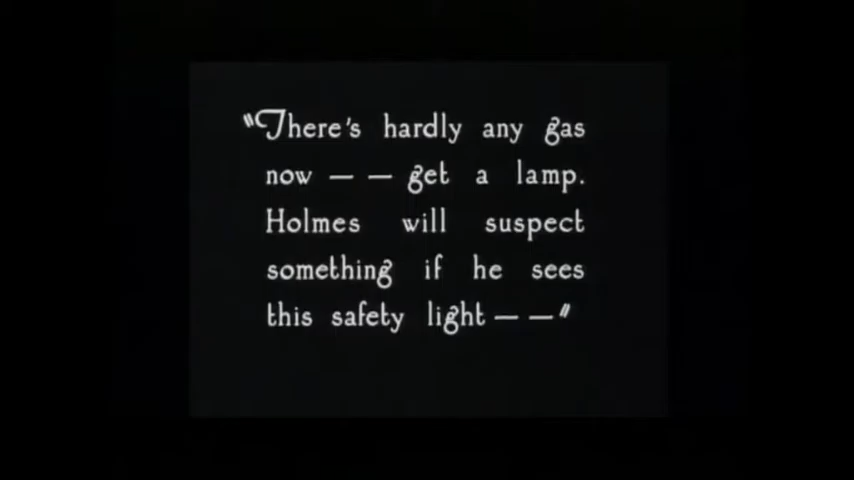 "There's hardly any gas
now — — get a lamp.
Holmes will suspect
something if he sees
this safety light — —"